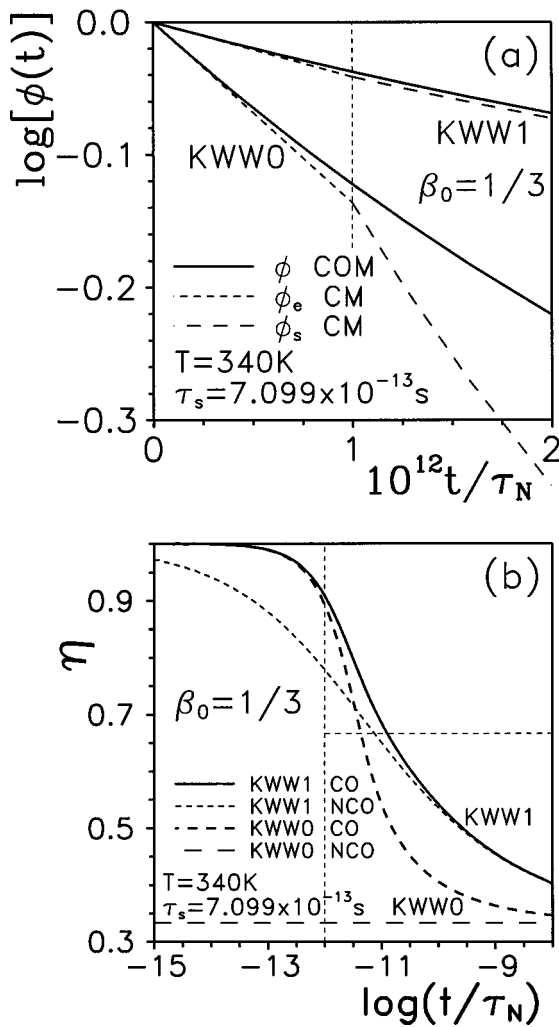 0.0
(a)
log[ϕ(t)]
KWW1
−0.1
KWW0
β₀=1/3
ϕ COM
−0.2
ϕₑ CM
ϕₛ CM
T=340K
τₛ=7.099x10⁻¹³s
−0.3
0 1 2
10¹²t/τ_N
(b)
0.9
η
β₀=1/3
0.7
KWW1 CO
KWW1 NCO
KWW1
0.5
KWW0 CO
KWW0 NCO
T=340K
τₛ=7.099x10⁻¹³s
KWW0
0.3
−15 −13 −11 −9
log(t/τ_N)